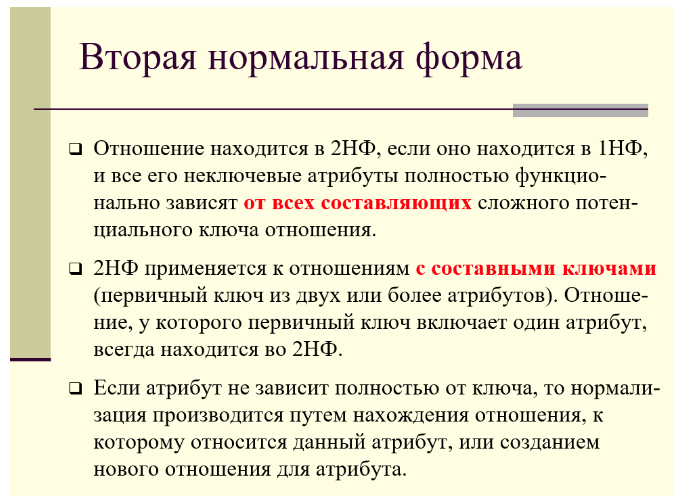 Вторая нормальная форма
Отношение находится в 2НФ, если оно находится в 1НФ,
и все его неключевые атрибуты полностью функцио-
нально зависят от всех составляющих сложного потен-
циального ключа отношения.
2НФ применяется к отношениям с составными ключами
(первичный ключ из двух или более атрибутов). Отноше-
ние, у которого первичный ключ включает один атрибут,
всегда находится во 2НФ.
Если атрибут не зависит полностью от ключа, то нормали-
зация производится путем нахождения отношения, к
которому относится данный атрибут, или созданием
нового отношения для атрибута.